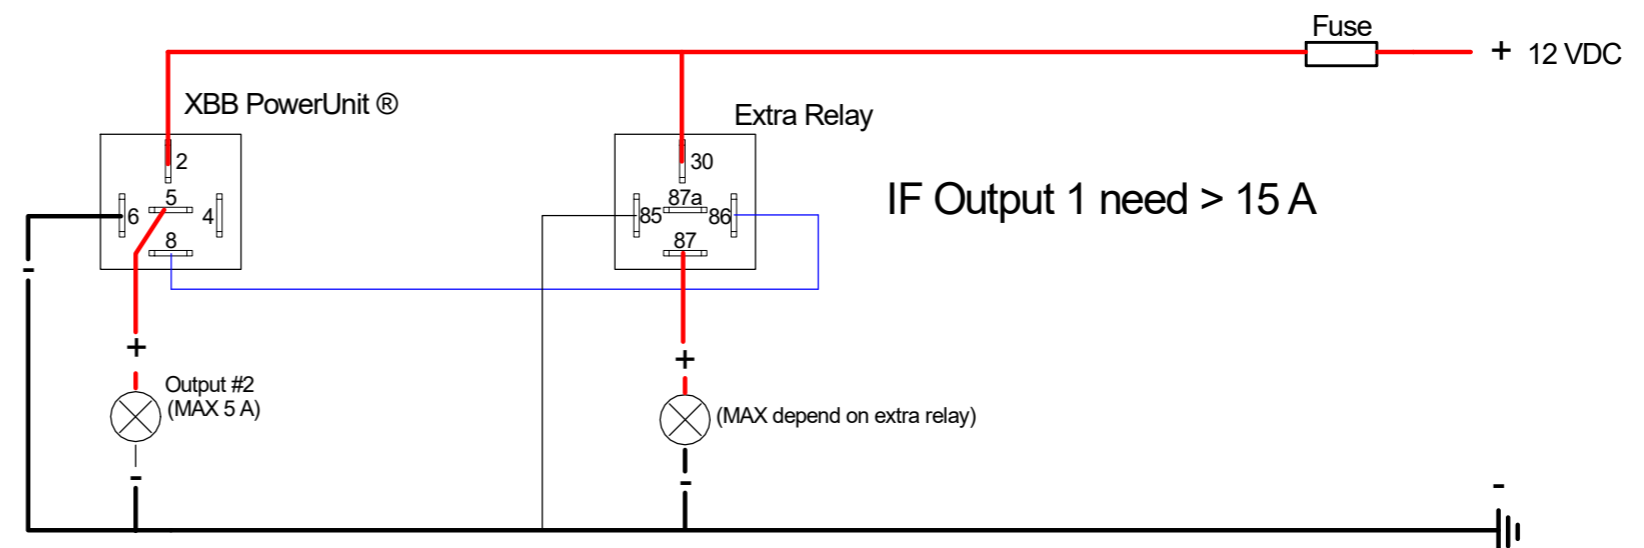 Fuse
+ 12 VDC
XBB PowerUnit ®
Extra Relay
2
30
IF Output 1 need > 15 A
5
87a
6
4
85
86
8
87
-
+
+
Output #2
(MAX 5 A)
(MAX depend on extra relay)
-
-
-